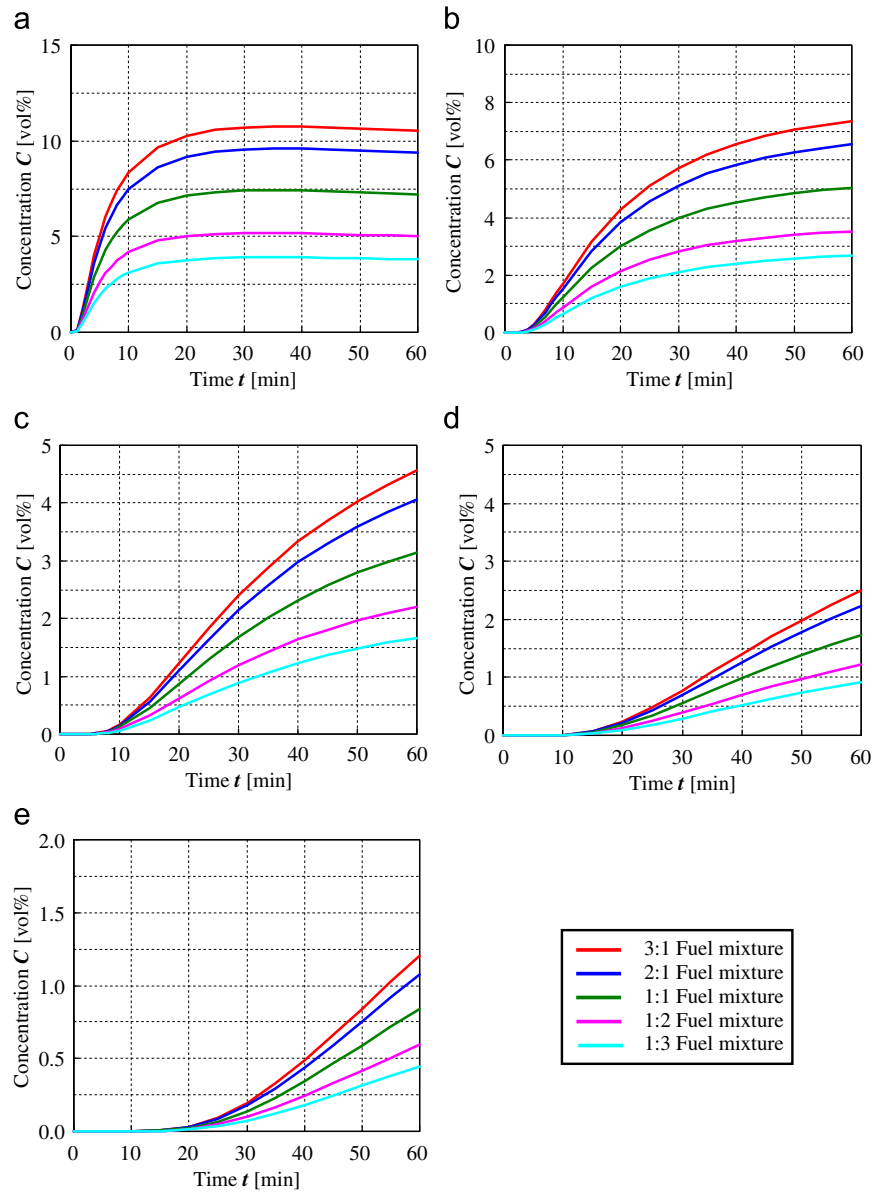 a
15
10
5
0
Concentration C [vol%]
0 10 20 30 40 50 60
Time t [min]
b
10
8
6
4
2
0
Concentration C [vol%]
0 10 20 30 40 50 60
Time t [min]
c
5
4
3
2
1
0
Concentration C [vol%]
0 10 20 30 40 50 60
Time t [min]
d
5
4
3
2
1
0
Concentration C [vol%]
0 10 20 30 40 50 60
Time t [min]
e
2.0
1.5
1.0
0.5
0.0
Concentration C [vol%]
0 10 20 30 40 50 60
Time t [min]
3:1 Fuel mixture
2:1 Fuel mixture
1:1 Fuel mixture
1:2 Fuel mixture
1:3 Fuel mixture